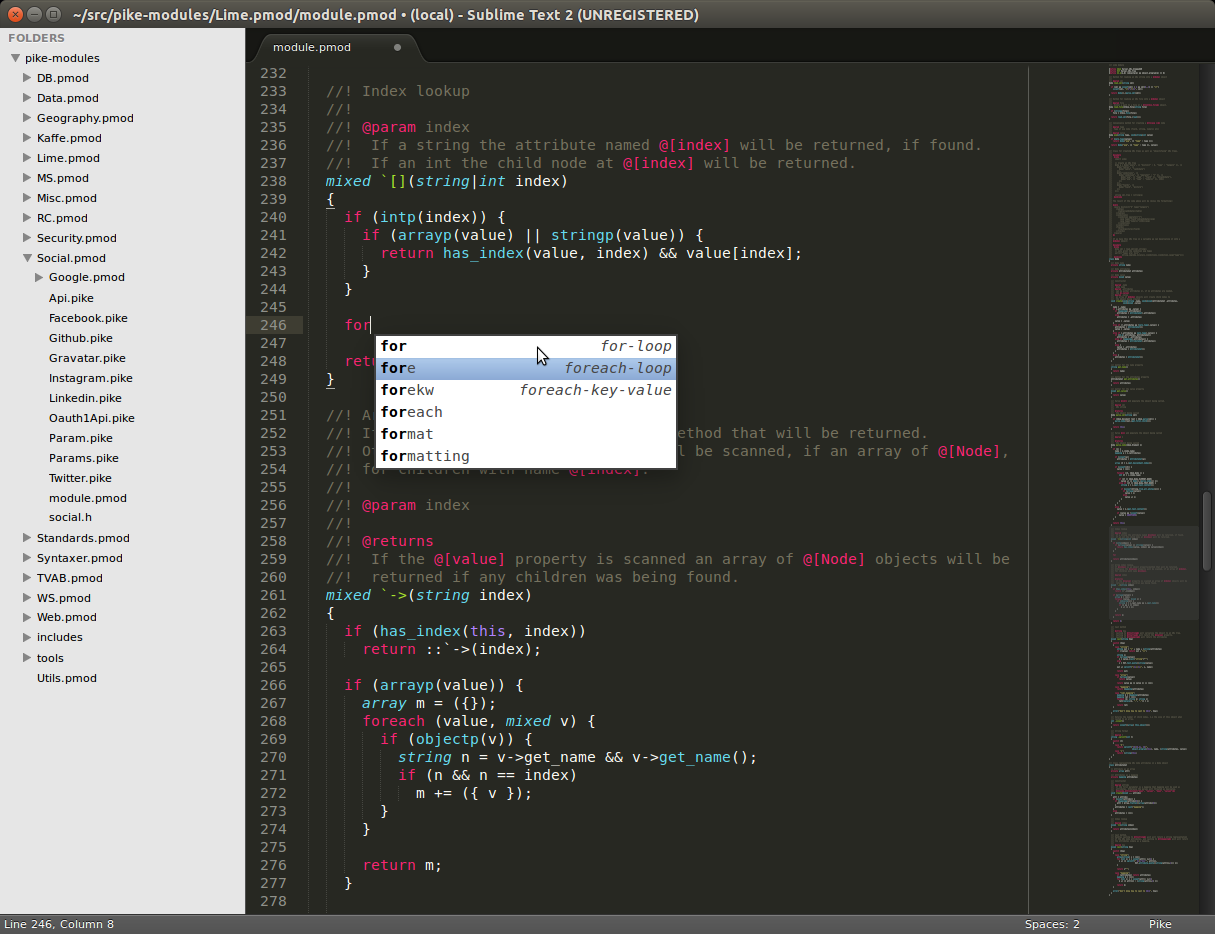 ~/src/pike-modules/Lime.pmod/module.pmod • (local) - Sublime Text 2 (UNREGISTERED)
FOLDERS
pike-modules
DB.pmod
Data.pmod
Geography.pmod
Kaffe.pmod
Lime.pmod
MS.pmod
Misc.pmod
RC.pmod
Security.pmod
Social.pmod
Google.pmod
Api.pike
Facebook.pike
Github.pike
Gravatar.pike
Instagram.pike
Linkedin.pike
Oauth1Api.pike
Param.pike
Params.pike
Twitter.pike
module.pmod
social.h
Standards.pmod
Syntaxer.pmod
TVAB.pmod
WS.pmod
Web.pmod
includes
tools
Utils.pmod
module.pmod
232
233 //! Index lookup
234 //!
235 //! @param index
236 //!  If a string the attribute named @[index] will be returned, if found.
237 //!  If an int the child node at @[index] will be returned.
238 mixed `[](string|int index)
239 {
240   if (intp(index)) {
241     if (arrayp(value) || stringp(value)) {
242       return has_index(value, index) && value[index];
243     }
244   }
245
246   for
247
248   retu
249 }
250
251 //! A
252 //! I ethod that will be returned.
253 //! O be scanned, if an array of @[Node],
254 //! for children with name @[index].
255 //!
256 //! @param index
257 //!
258 //! @returns
259 //!  If the @[value] property is scanned an array of @[Node] objects will be
260 //!  returned if any children was being found.
261 mixed `->(string index)
262 {
263   if (has_index(this, index))
264     return ::`->(index);
265
266   if (arrayp(value)) {
267     array m = ({});
268     foreach (value, mixed v) {
269       if (objectp(v)) {
270         string n = v->get_name && v->get_name();
271         if (n && n == index)
272           m += ({ v });
273       }
274     }
275
276     return m;
277   }
278
for for-loop
fore foreach-loop
forekw foreach-key-value
foreach
format
formatting
Line 246, Column 8
Spaces: 2
Pike